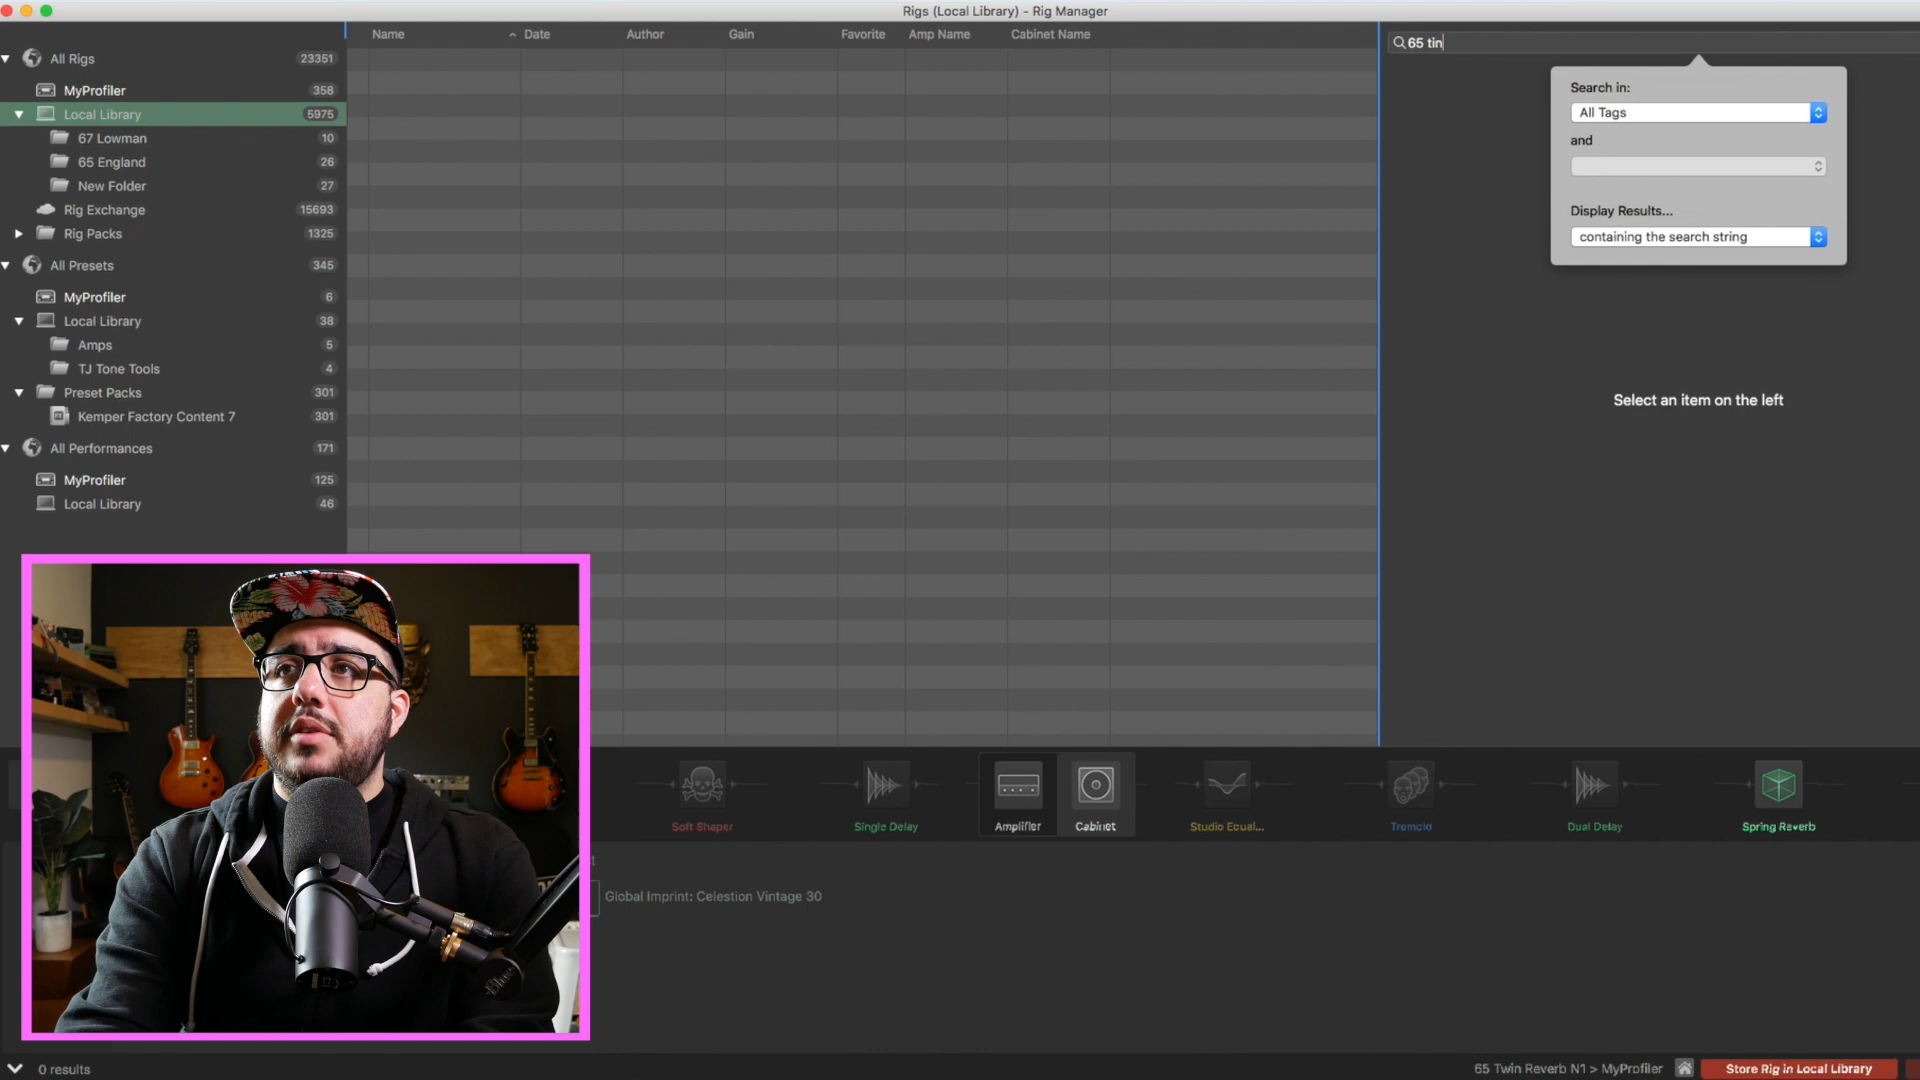 Rigs (Local Library) - Rig Manager
Name Date Author Gain Favorite Amp Name Cabinet Name
65 tin
All Rigs 23351
MyProfiler 358
Local Library 5975
67 Lowman 10
65 England 26
New Folder 27
Rig Exchange 15693
Rig Packs 1325
All Presets 345
MyProfiler 6
Local Library 38
Amps 5
TJ Tone Tools 4
Preset Packs 301
Kemper Factory Content 7 301
All Performances 171
MyProfiler 125
Local Library 46
Search in:
All Tags
and
Display Results...
containing the search string
Select an item on the left
Soft Shaper Single Delay Amplifier Cabinet Studio Equal... Tremolo Dual Delay Spring Reverb
Global Imprint: Celestion Vintage 30
Blue
0 results
65 Twin Reverb N1 > MyProfiler
Store Rig in Local Library